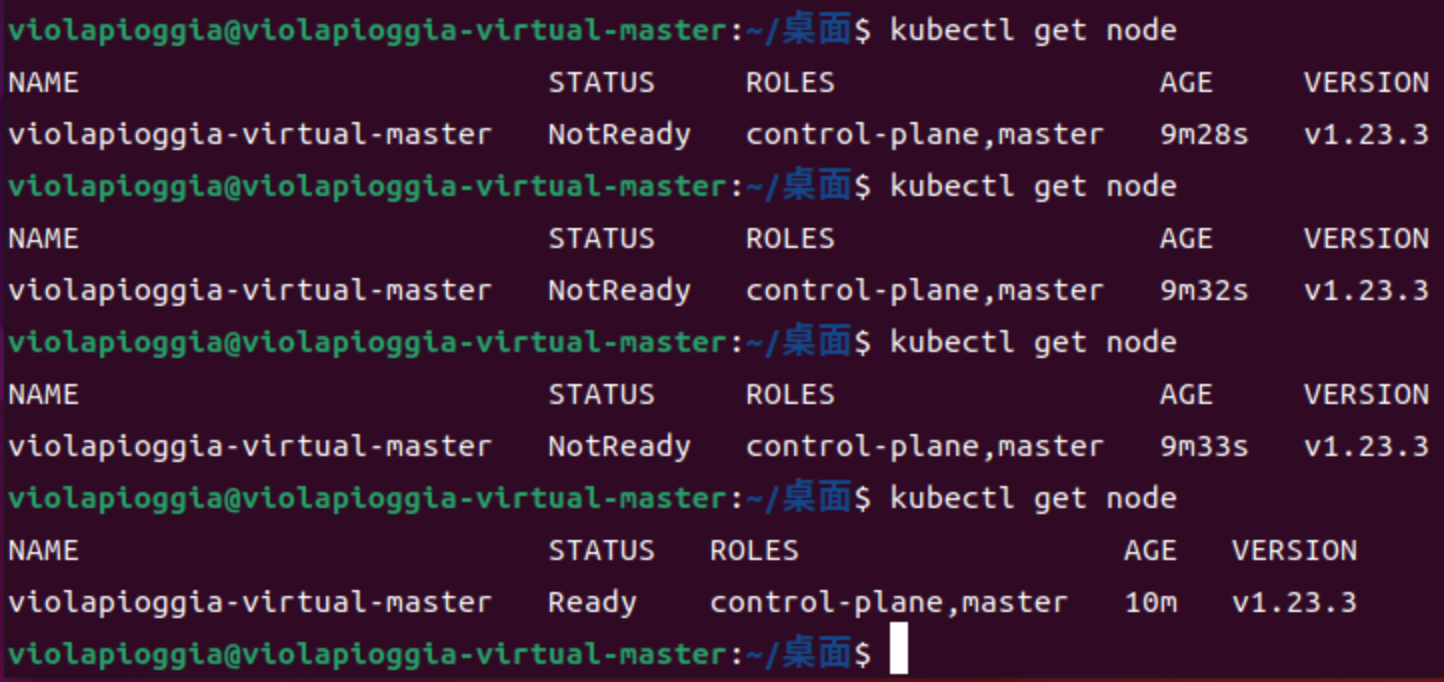 violapioggia@violapioggia-virtual-master:~/桌面$ kubectl get node
NAME STATUS ROLES AGE VERSION
violapioggia-virtual-master NotReady control-plane,master 9m28s v1.23.3
violapioggia@violapioggia-virtual-master:~/桌面$ kubectl get node
NAME STATUS ROLES AGE VERSION
violapioggia-virtual-master NotReady control-plane,master 9m32s v1.23.3
violapioggia@violapioggia-virtual-master:~/桌面$ kubectl get node
NAME STATUS ROLES AGE VERSION
violapioggia-virtual-master NotReady control-plane,master 9m33s v1.23.3
violapioggia@violapioggia-virtual-master:~/桌面$ kubectl get node
NAME STATUS ROLES AGE VERSION
violapioggia-virtual-master Ready control-plane,master 10m v1.23.3
violapioggia@violapioggia-virtual-master:~/桌面$